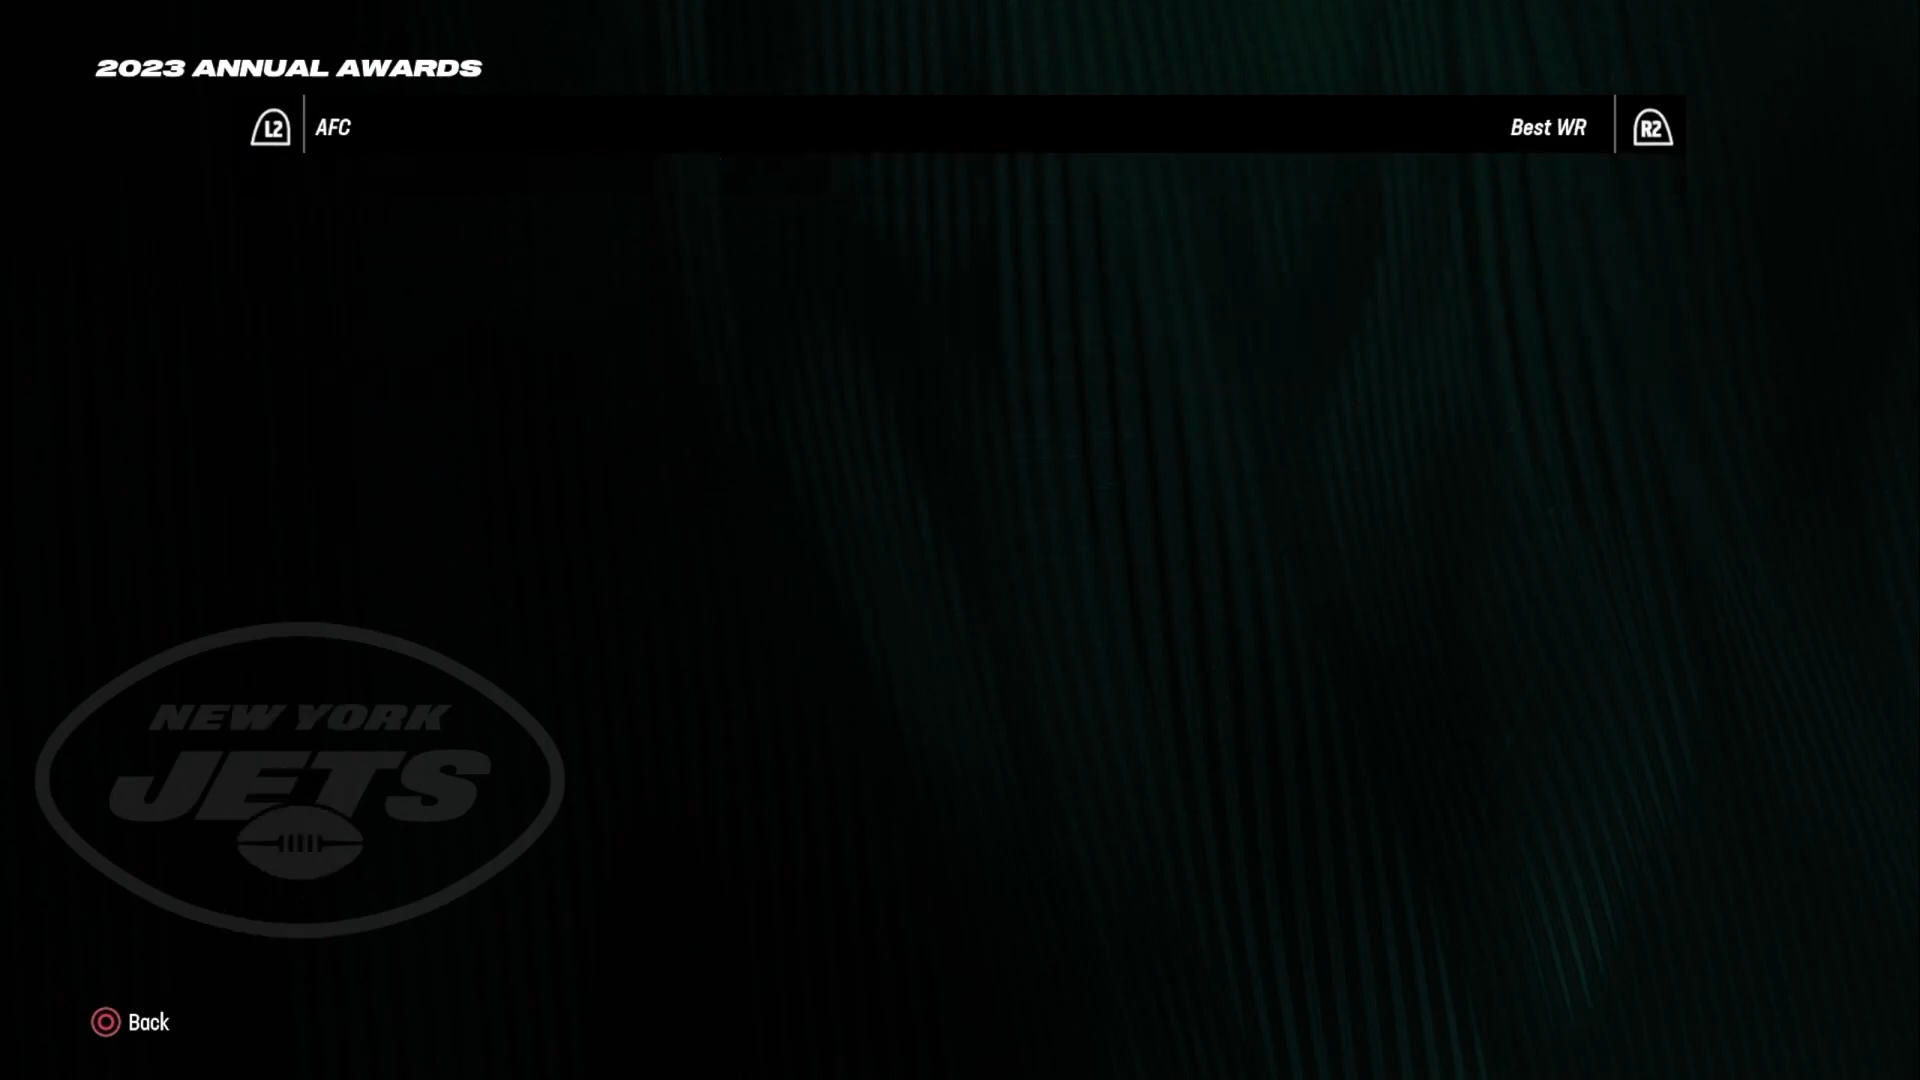 2023 ANNUAL AWARDS
L2 AFC Best WR R2
NEW YORK
JETS
Back